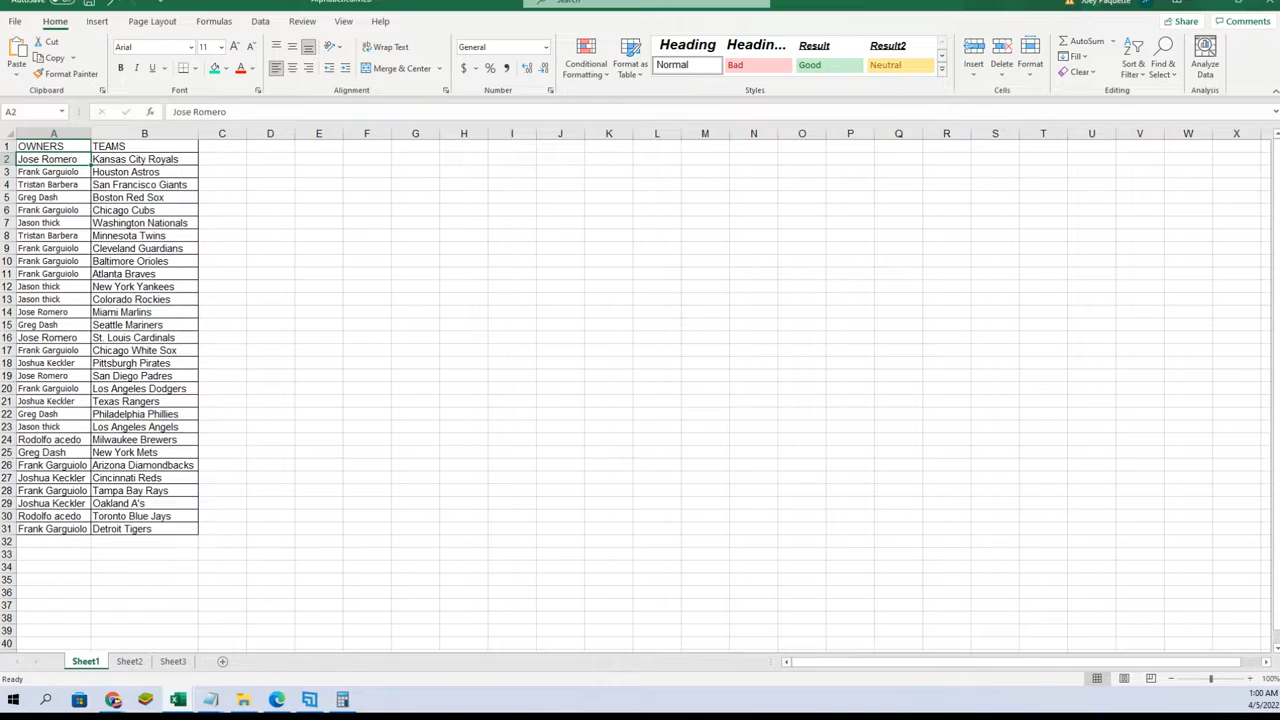 File Home Insert Page Layout Formulas Data Review View Help Share Comments
Paste Cut Copy Format Painter Clipboard
Arial 11 B I U Font
Wrap Text Merge & Center Alignment
General $ % Number
Conditional Formatting Format as Table
Heading Headin... Result Result2
Normal Bad Good Neutral
Styles
Insert Delete Format Cells
AutoSum Fill Clear Sort & Filter Find & Select Editing
Analyze Data Analysis
A2 fx Jose Romero
A B C D E F G H I J K L M N O P Q R S T U V W X
1 OWNERS TEAMS
2 Jose Romero Kansas City Royals
3 Frank Garguiolo Houston Astros
4 Tristan Barbera San Francisco Giants
5 Greg Dash Boston Red Sox
6 Frank Garguiolo Chicago Cubs
7 Jason thick Washington Nationals
8 Tristan Barbera Minnesota Twins
9 Frank Garguiolo Cleveland Guardians
10 Frank Garguiolo Baltimore Orioles
11 Frank Garguiolo Atlanta Braves
12 Jason thick New York Yankees
13 Jason thick Colorado Rockies
14 Jose Romero Miami Marlins
15 Greg Dash Seattle Mariners
16 Jose Romero St. Louis Cardinals
17 Frank Garguiolo Chicago White Sox
18 Joshua Keckler Pittsburgh Pirates
19 Jose Romero San Diego Padres
20 Frank Garguiolo Los Angeles Dodgers
21 Joshua Keckler Texas Rangers
22 Greg Dash Philadelphia Phillies
23 Jason thick Los Angeles Angels
24 Rodolfo acedo Milwaukee Brewers
25 Greg Dash New York Mets
26 Frank Garguiolo Arizona Diamondbacks
27 Joshua Keckler Cincinnati Reds
28 Frank Garguiolo Tampa Bay Rays
29 Joshua Keckler Oakland A's
30 Rodolfo acedo Toronto Blue Jays
31 Frank Garguiolo Detroit Tigers
32
33
34
35
36
37
38
39
40
Sheet1 Sheet2 Sheet3
Ready 100%
1:00 AM
4/5/2022